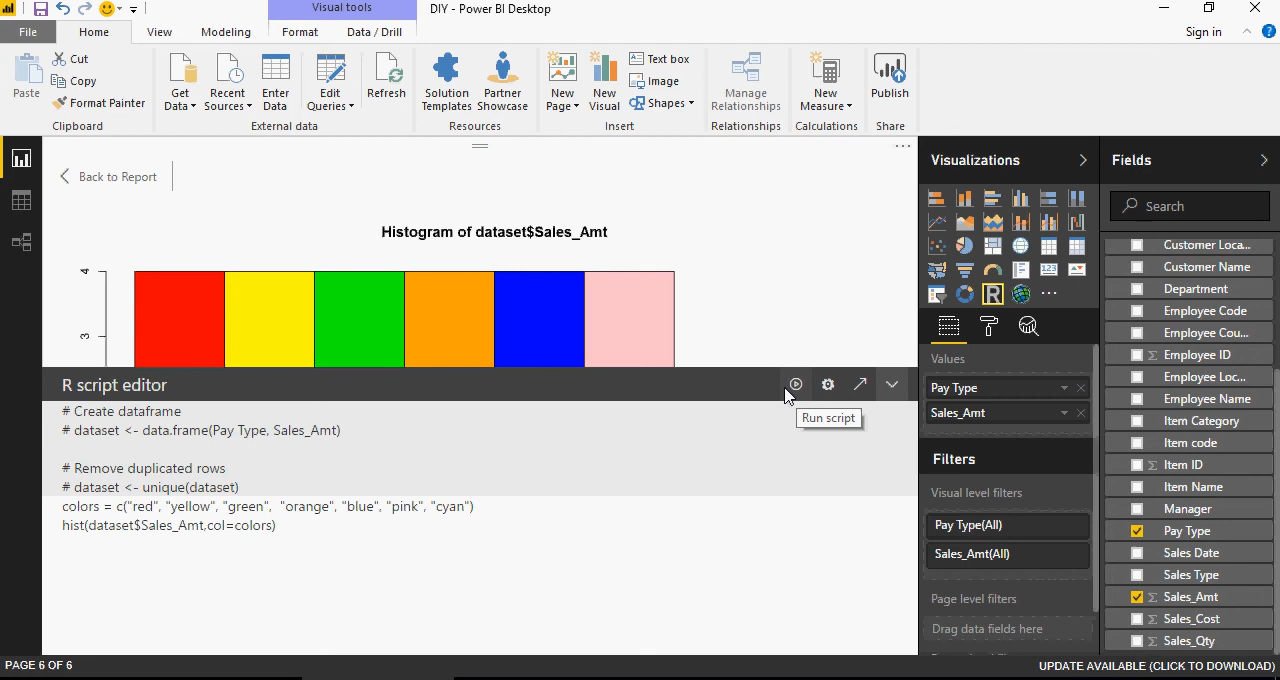 Visual tools
DIY - Power BI Desktop
File
Home
View
Modeling
Format
Data / Drill
Sign in
?
Paste
Cut
Copy
Format Painter
Clipboard
Get Data
Recent Sources
Enter Data
Edit Queries
Refresh
External data
Solution Templates
Partner Showcase
Resources
New Page
New Visual
Text box
Image
Shapes
Insert
Manage Relationships
Relationships
New Measure
Calculations
Publish
Share
Back to Report
Histogram of dataset$Sales_Amt
4
3
R script editor
Run script
# Create dataframe
# dataset <- data.frame(Pay Type, Sales_Amt)
# Remove duplicated rows
# dataset <- unique(dataset)
colors = c("red", "yellow", "green",  "orange", "blue", "pink", "cyan")
hist(dataset$Sales_Amt,col=colors)
Visualizations
123
R
Values
Pay Type
Sales_Amt
Filters
Visual level filters
Pay Type(All)
Sales_Amt(All)
Page level filters
Drag data fields here
Fields
Search
Customer Loca...
Customer Name
Department
Employee Code
Employee Cou...
Σ Employee ID
Employee Loc...
Employee Name
Item Category
Item code
Σ Item ID
Item Name
Manager
Pay Type
Sales Date
Sales Type
Σ Sales_Amt
Σ Sales_Cost
Σ Sales_Qty
PAGE 6 OF 6
UPDATE AVAILABLE (CLICK TO DOWNLOAD)